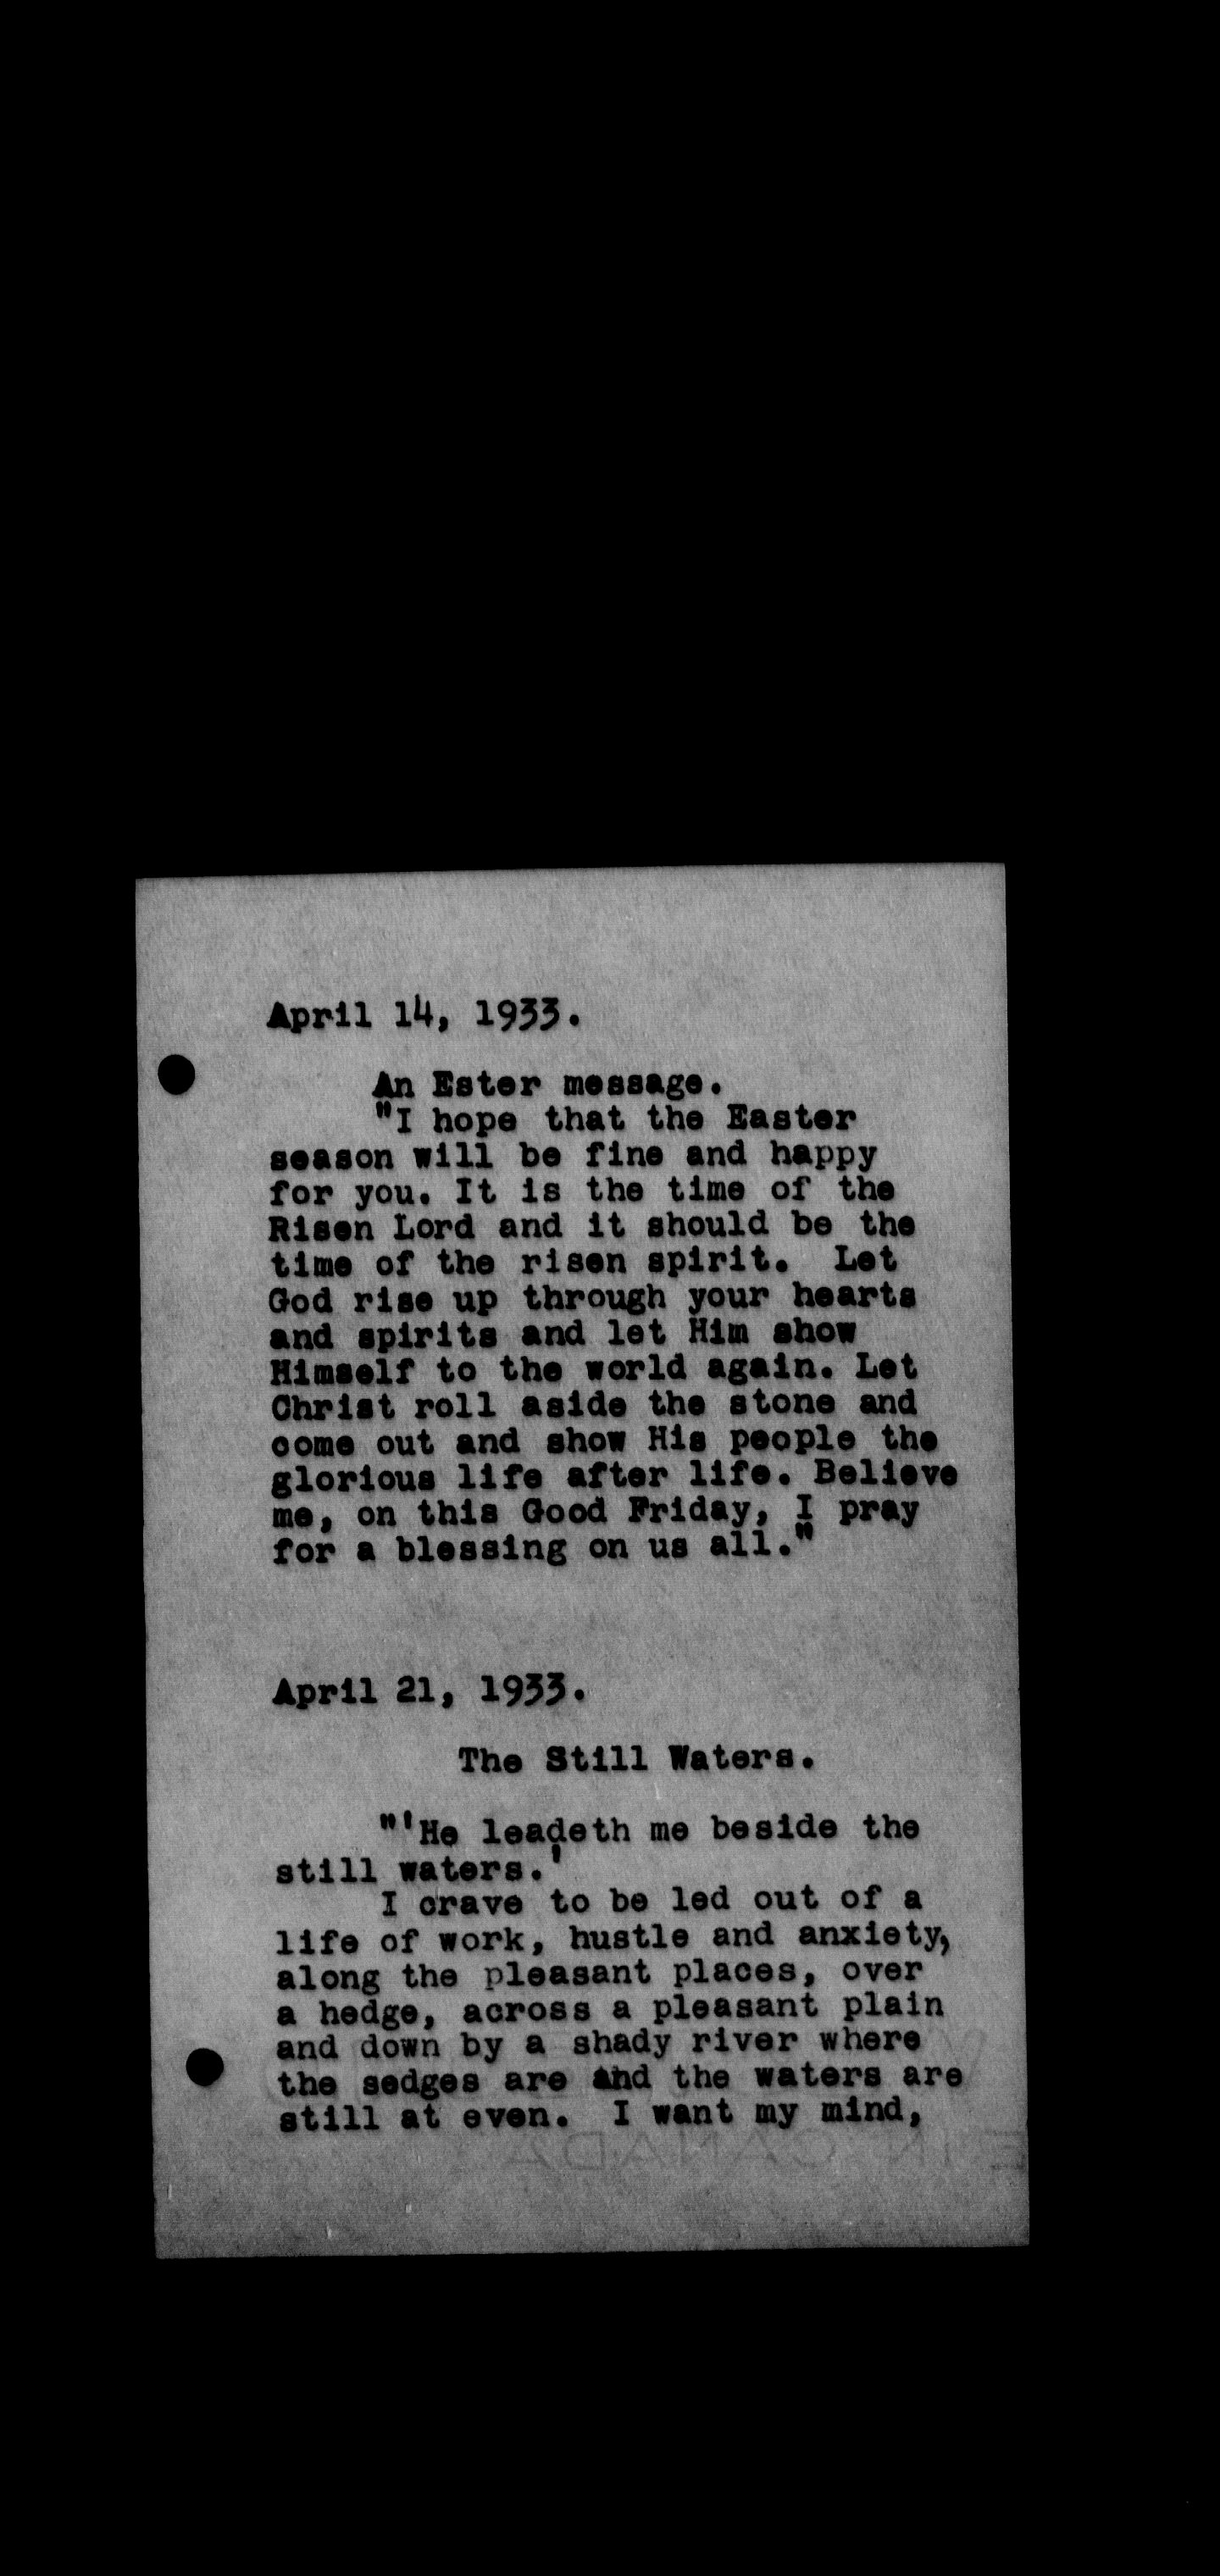 April 14, 1933.
An Ester message.
"I hope that the Easter
season will be fine and happy
for you. It is the time of the
Risen Lord and it should be the
time of the risen spirit. Let
God rise up through your hearts
and spirits and let Him show
Himself to the world again. Let
Christ roll aside the stone and
come out and show His people the
glorious life after life. Believe
me, on this Good Friday, I pray
for a blessing on us all."
April 21, 1933.
The Still Waters.
"'He leadeth me beside the
still waters.'
I crave to be led out of a
life of work, hustle and anxiety,
along the pleasant places, over
a hedge, across a pleasant plain
and down by a shady river where
the sedges are and the waters are
still at even. I want my mind,
E IN CANADA